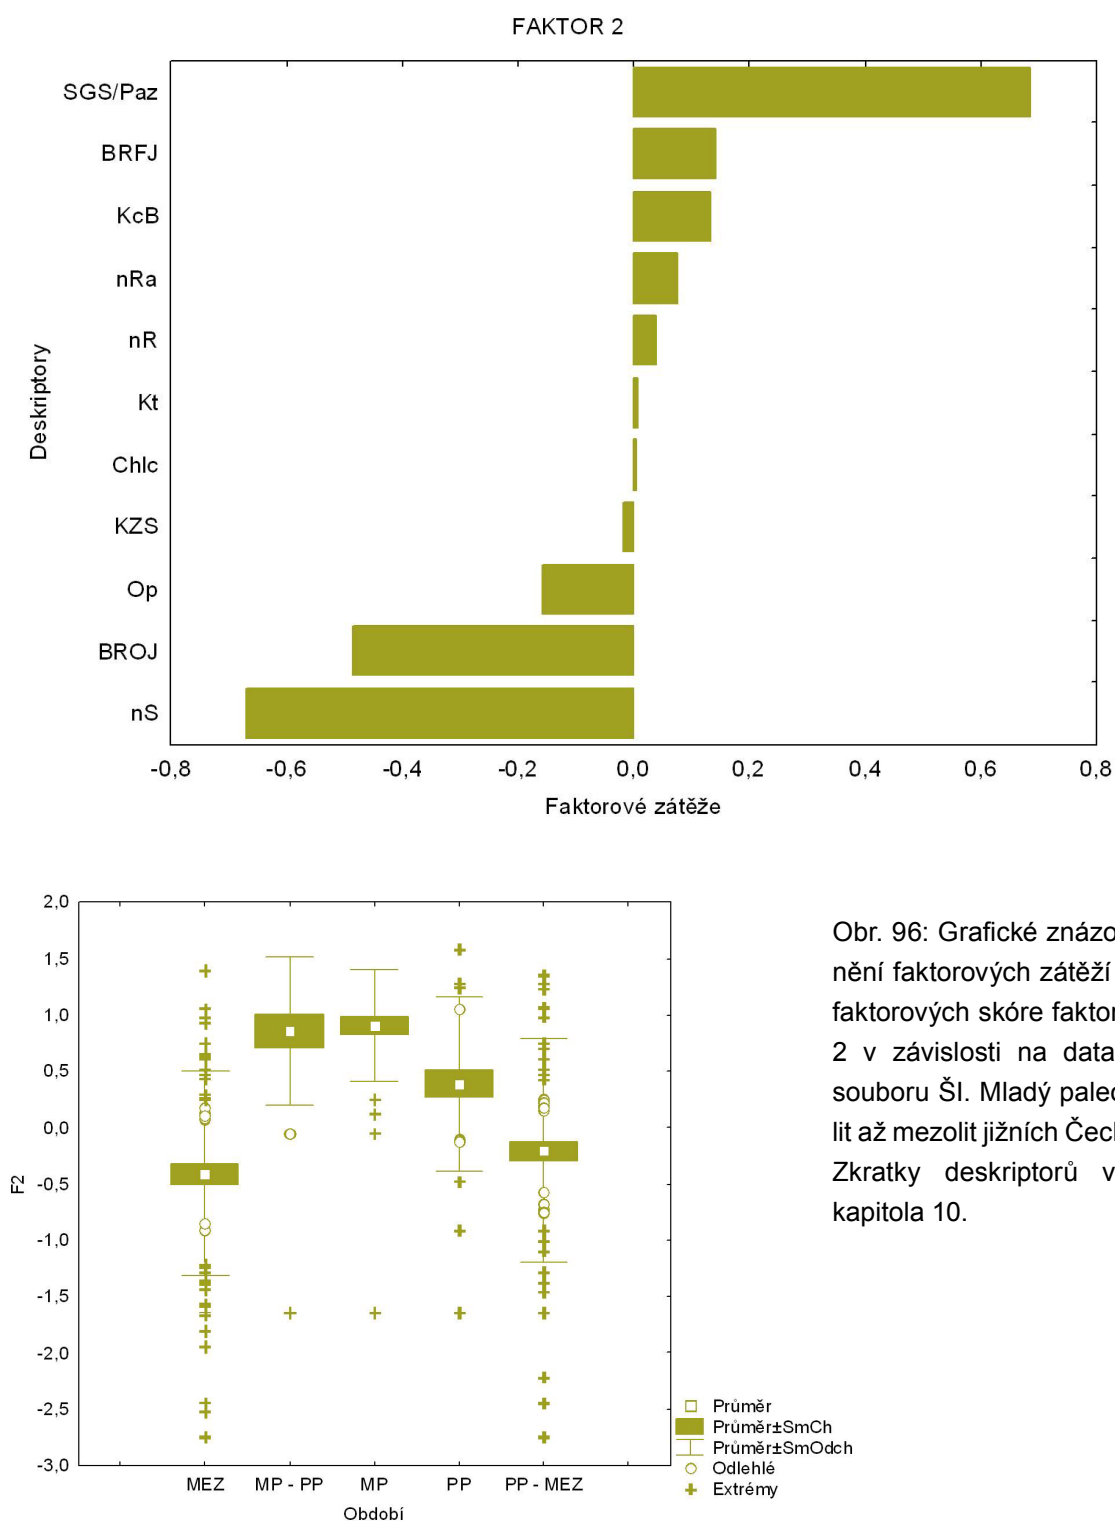 FAKTOR 2
SGS/Paz
BRFJ
KcB
nRa
nR
Kt
Chlc
KZS
Op
BROJ
nS
Deskriptory
-0,8 -0,6 -0,4 -0,2 0,0 0,2 0,4 0,6 0,8
Faktorové zátěže
2,0
1,5
1,0
0,5
0,0
-0,5
-1,0
-1,5
-2,0
-2,5
-3,0
F2
MEZ MP - PP MP PP PP - MEZ
Období
Průměr
Průměr±SmCh
Průměr±SmOdch
Odlehlé
Extrémy
Obr. 96: Grafické znázo
nění faktorových zátěží
faktorových skóre faktor
2 v závislosti na data
souboru ŠI. Mladý paleo
lit až mezolit jižních Čech
Zkratky deskriptorů v
kapitola 10.